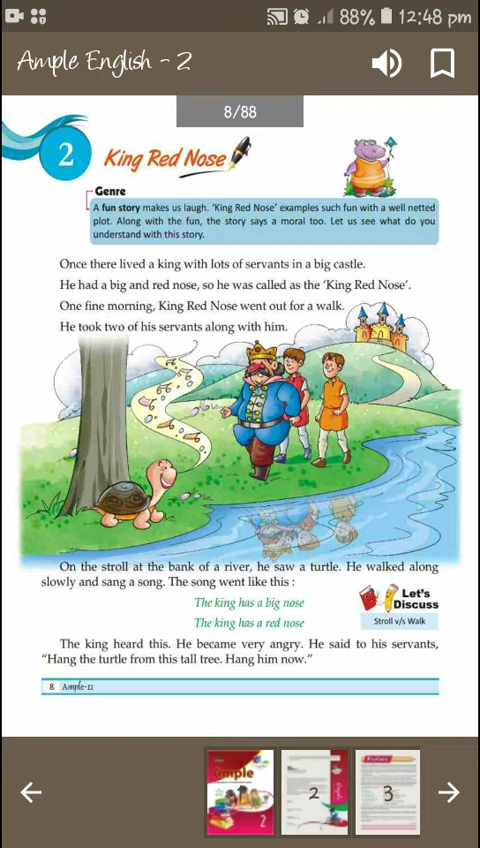 88% 12:48 pm
Ample English - 2
8/88
2
King Red Nose
Genre
A fun story makes us laugh. 'King Red Nose' examples such fun with a well netted
plot. Along with the fun, the story says a moral too. Let us see what do you
understand with this story.
Once there lived a king with lots of servants in a big castle.
He had a big and red nose, so he was called as the 'King Red Nose'.
One fine morning, King Red Nose went out for a walk.
He took two of his servants along with him.
On the stroll at the bank of a river, he saw a turtle. He walked along
slowly and sang a song. The song went like this :
The king has a big nose
The king has a red nose
Let's
Discuss
Stroll v/s Walk
The king heard this. He became very angry. He said to his servants,
"Hang the turtle from this tall tree. Hang him now."
8 Ample-II
Ample
2
2
Preface
3